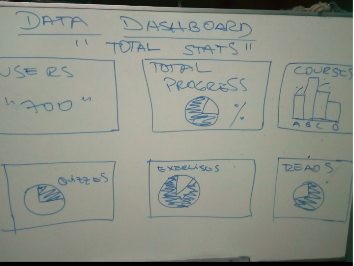 DATA DASHBOARD
"TOTAL STATS"
USERS
"700"
TOTAL
PROGRESS
%
COURSES
A B C D
QUIZZES
EXERCISES
READS